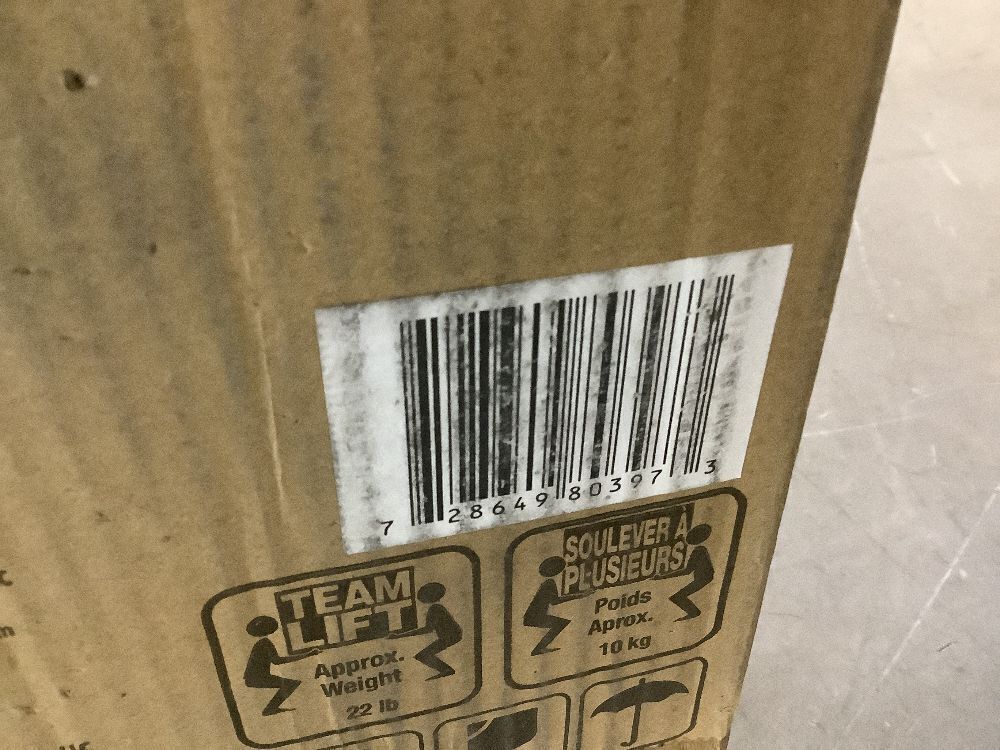 7 28649 80397 3
TEAM
LIFT
Approx.
Weight
22 lb
SOULEVER À
PLUSIEURS
Poids
Aprox.
10 kg